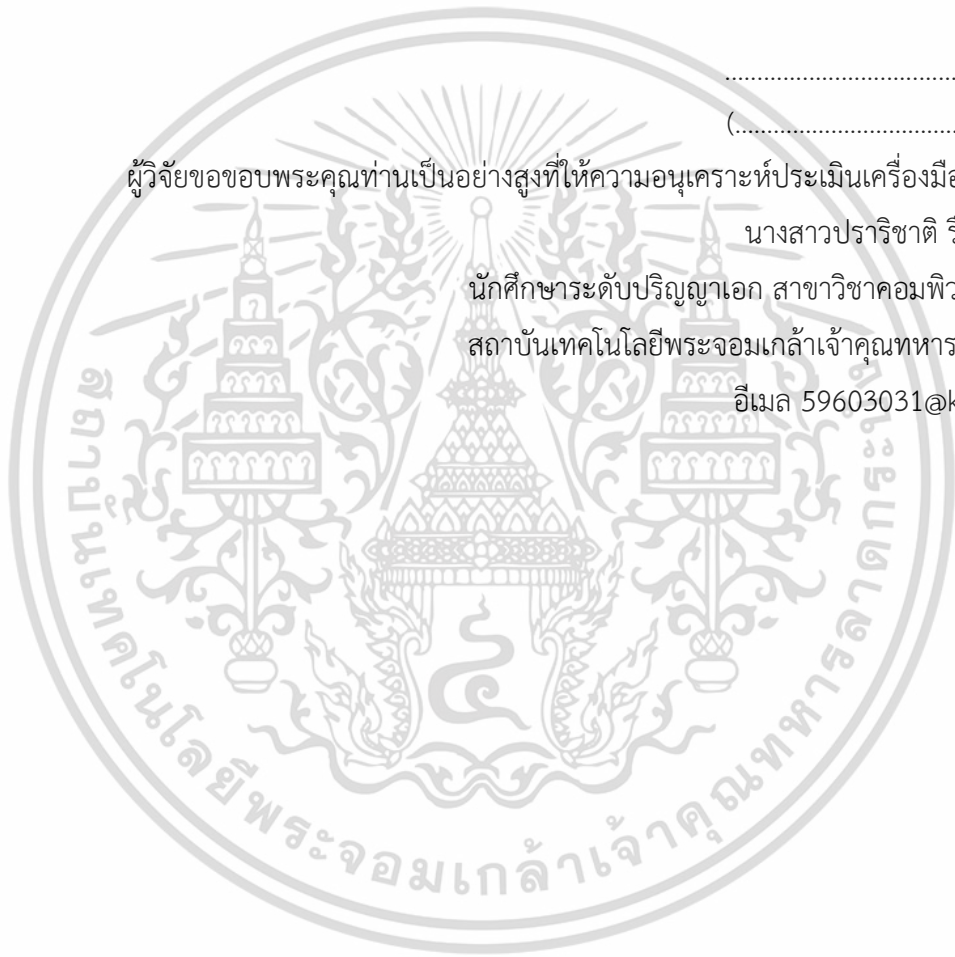 ................................
(................................
ผู้วิจัยขอขอบพระคุณท่านเป็นอย่างสูงที่ให้ความอนุเคราะห์ประเมินเครื่องมือ
นางสาวปราริชาติ
นักศึกษาระดับปริญญาเอก สาขาวิชาคอมพิว
สถาบันเทคโนโลยีพระจอมเกล้าเจ้าคุณทหาร
อีเมล 59603031@k
สถาบันเทคโนโลยีพระจอมเกล้าเจ้าคุณทหารลาดกระบัง